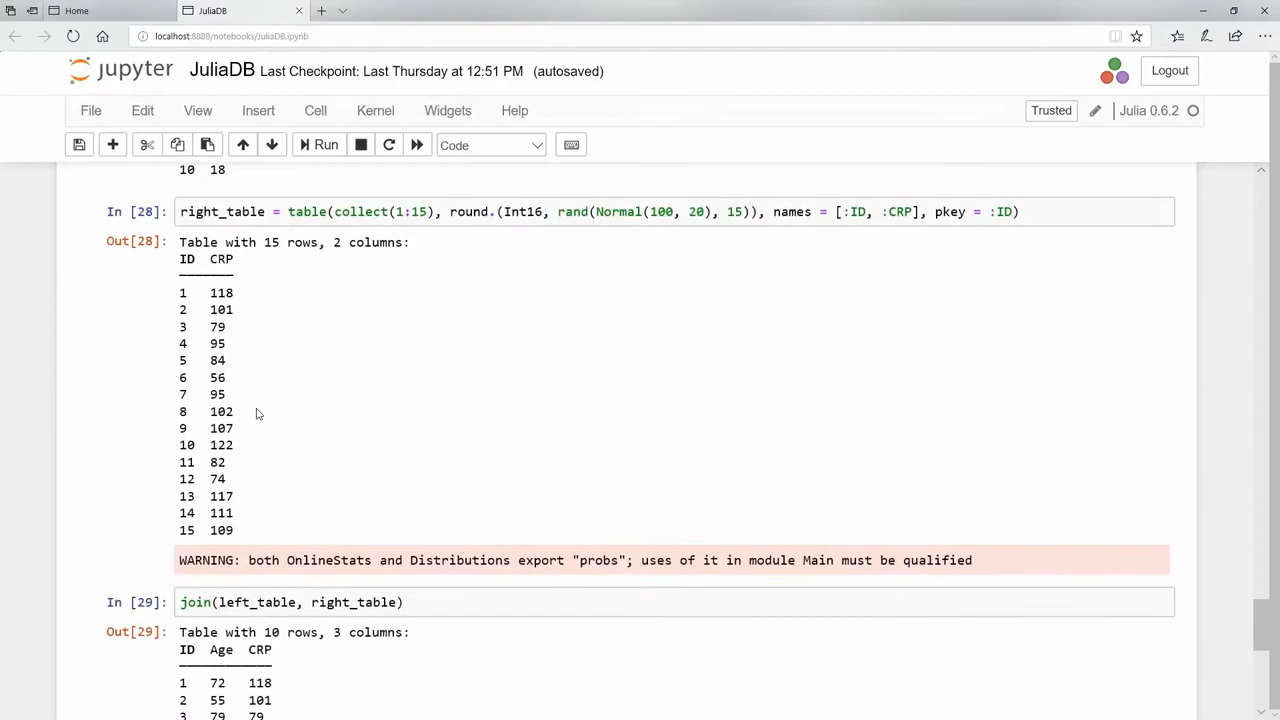 Home
JuliaDB
localhost:8888/notebooks/JuliaDB.ipynb
jupyter JuliaDB Last Checkpoint: Last Thursday at 12:51 PM (autosaved)
Logout
File Edit View Insert Cell Kernel Widgets Help
Trusted Julia 0.6.2
Run Code
10 18
In [28]: right_table = table(collect(1:15), round.(Int16, rand(Normal(100, 20), 15)), names = [:ID, :CRP], pkey = :ID)
Out[28]: Table with 15 rows, 2 columns:
ID CRP
1 118
2 101
3 79
4 95
5 84
6 56
7 95
8 102
9 107
10 122
11 82
12 74
13 117
14 111
15 109
WARNING: both OnlineStats and Distributions export "probs"; uses of it in module Main must be qualified
In [29]: join(left_table, right_table)
Out[29]: Table with 10 rows, 3 columns:
ID Age CRP
1 72 118
2 55 101
3 79 79